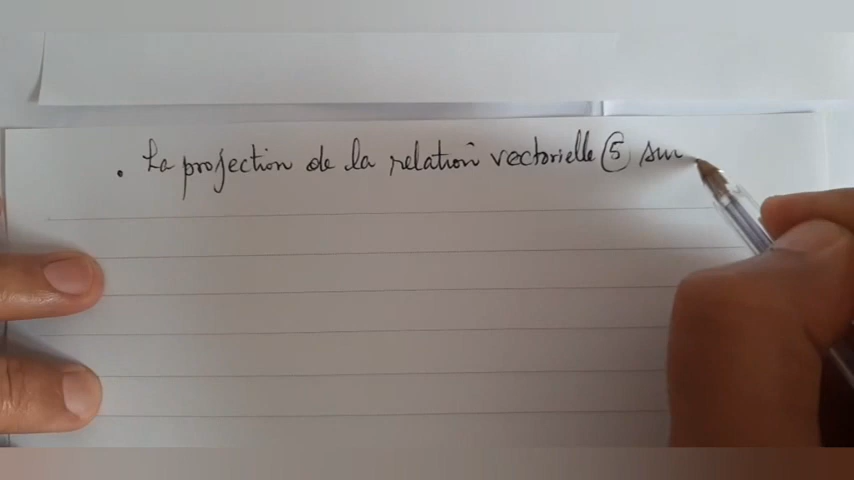 . La projection de la relation vectorielle ⑤ sur